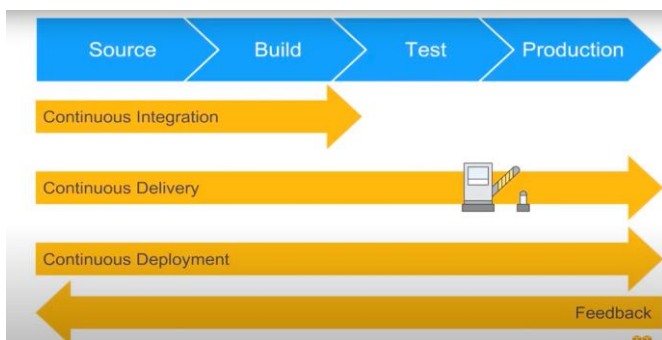 Source Build Test Production
Continuous Integration
Continuous Delivery
Continuous Deployment
Feedback